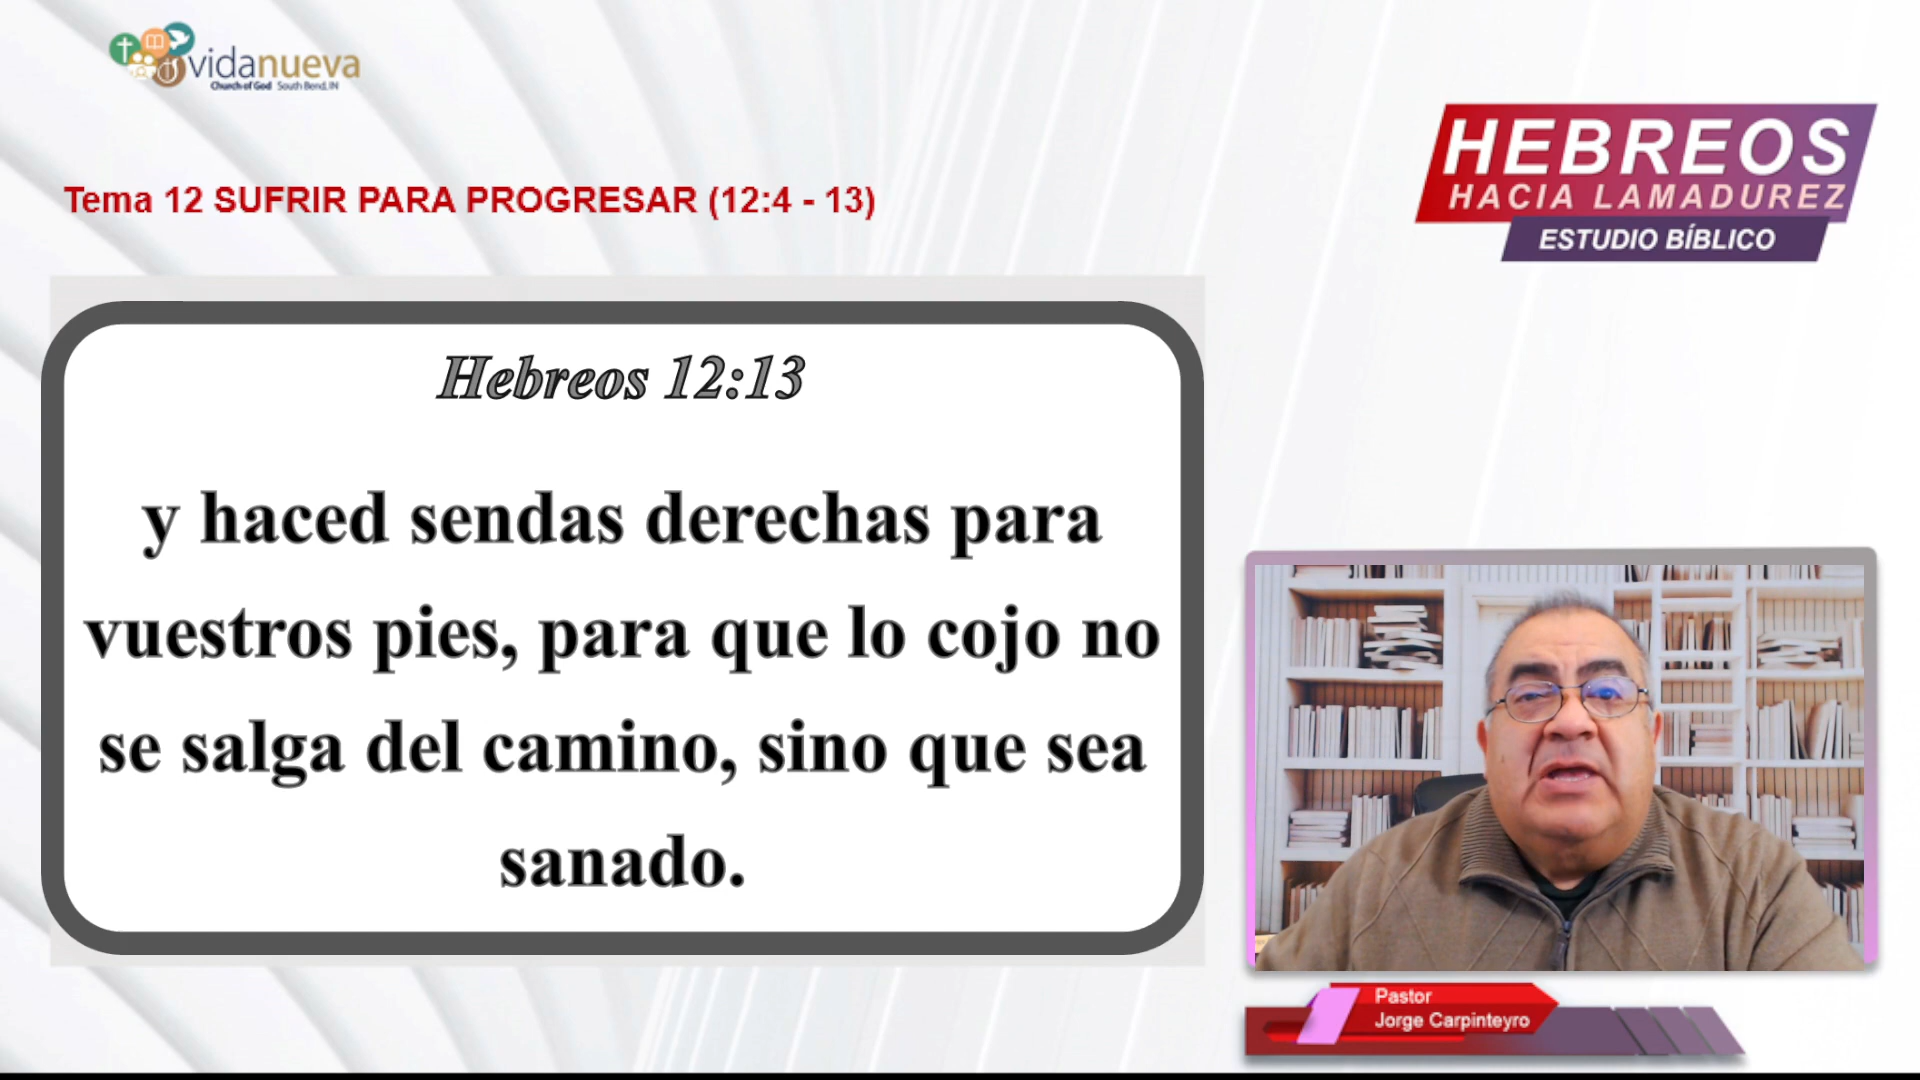 vidanueva
Church of God South Bend, IN
HEBREOS
HACIA LAMADUREZ
ESTUDIO BÍBLICO
Tema 12 SUFRIR PARA PROGRESAR (12:4 - 13)
Hebreos 12:13
y haced sendas derechas para
vuestros pies, para que lo cojo no
se salga del camino, sino que sea
sanado.
Pastor
Jorge Carpinteyro